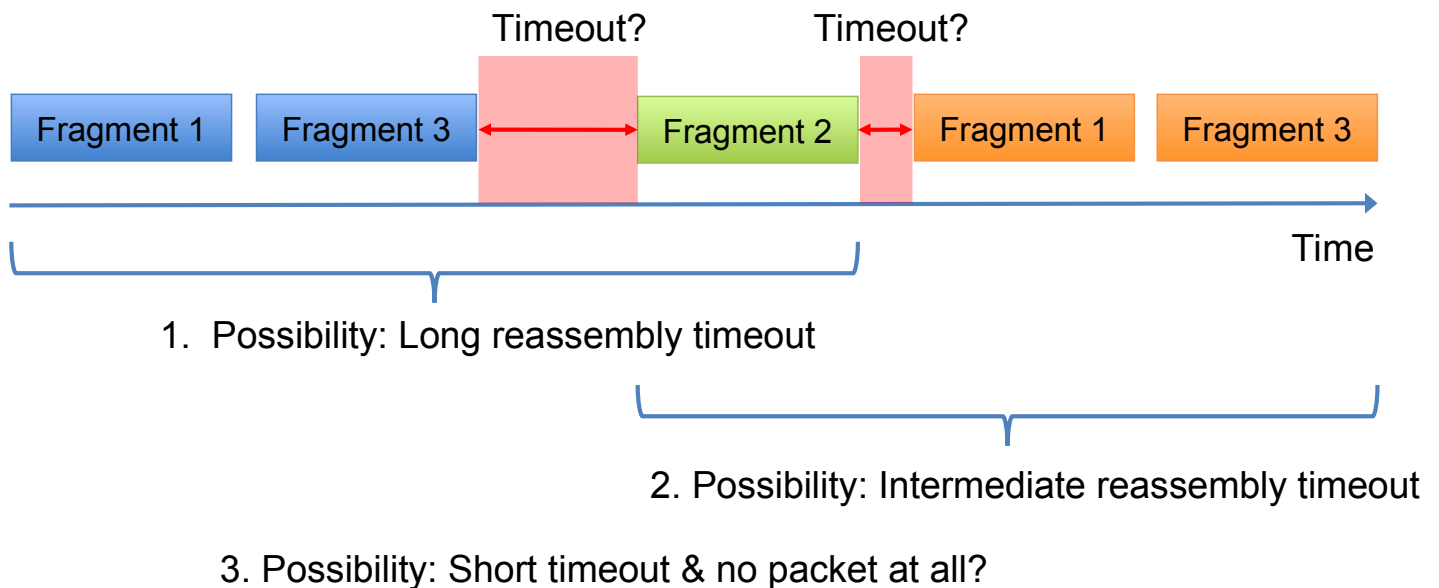 Timeout? Timeout?
Fragment 1 Fragment 3 Fragment 2 Fragment 1 Fragment 3
Time
1. Possibility: Long reassembly timeout
2. Possibility: Intermediate reassembly timeout
3. Possibility: Short timeout & no packet at all?